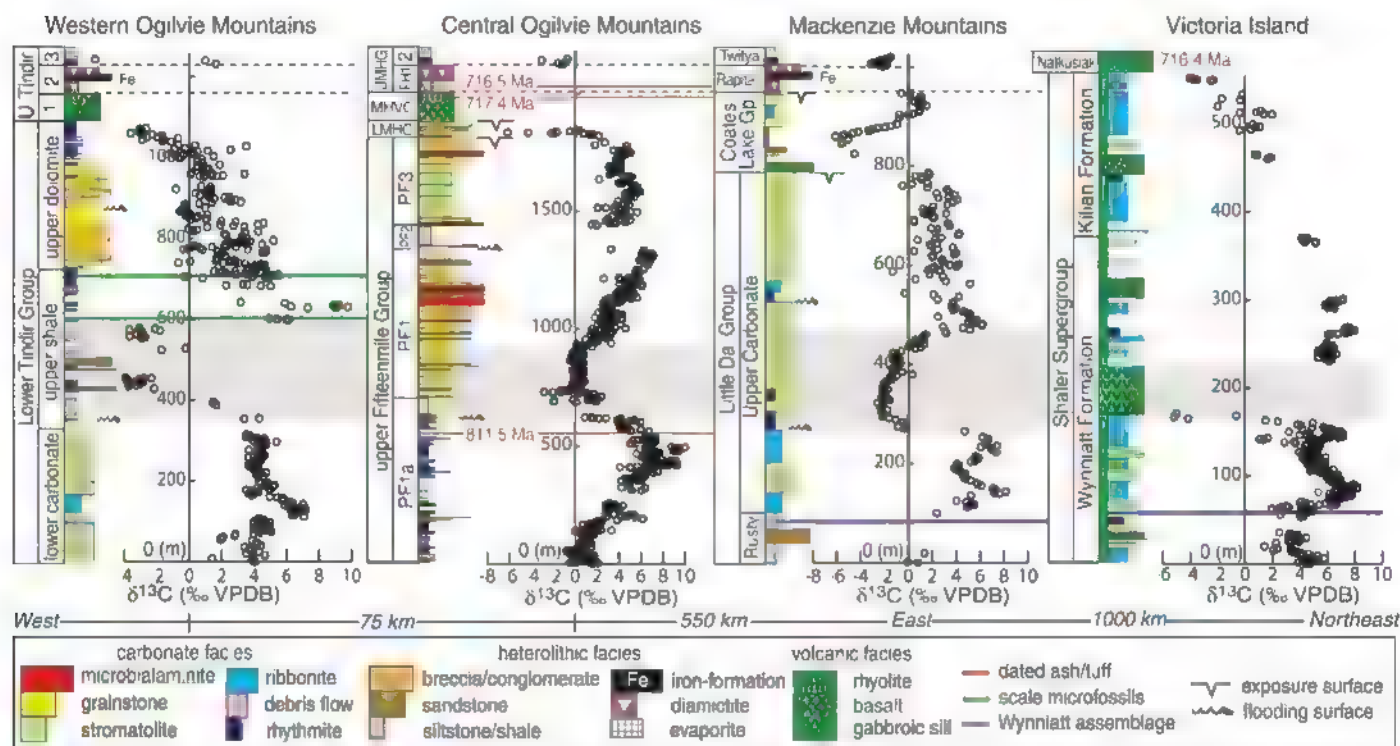 Western Ogilvie Mountains
Central Ogilvie Mountains
Mackenzie Mountains
Victoria Island
U Tindir
3
2
1
Fe
Lower Tindir Group
upper dolomite
upper shale
lower carbonate
800
600
400
200
0 (m)
4 2 0 2 4 6 8 10
δ¹³C (‰ VPDB)
2
716.5 Ma
717.4 Ma
LMHC
upper Fifteenmile Group
PF3
PF2
PF1
PF1a
811.5 Ma
1500
1000
500
0 (m)
-8 -6 -4 -2 0 2 4 6 8 10
δ¹³C (‰ VPDB)
Twitya
Fe
Coates
Lake Gp
Little Da Group
Upper Carbonate
Rusty
800
600
200
0 (m)
-8 -6 -4 -2 0 2 4 6 8 10
δ¹³C (‰ VPDB)
716.4 Ma
Shaler Supergroup
Kilian Formation
Wynniatt Formation
500
400
300
200
100
0 (m)
6 4 2 0 2 4 6 8 10
δ¹³C (‰ VPDB)
West
75 km
550 km
East
1000 km
Northeast
carbonate facies
microbialaminite
grainstone
stromatolite
ribbonite
debris flow
rhythmite
heterolithic facies
breccia/conglomerate
sandstone
siltstone/shale
Fe
iron-formation
diamictite
evaporite
volcanic facies
rhyolite
basalt
gabbroic sill
dated ash/tuff
scale microfossils
Wynniatt assemblage
exposure surface
flooding surface